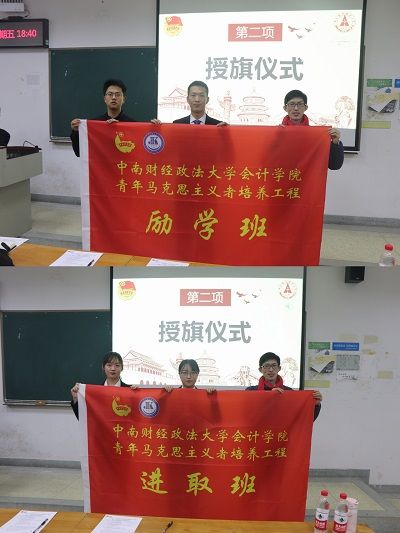 五 18:40
第二项
授旗仪式
中南财经政法大学会计学院
青年马克思主义者培养工程
励学班
第二项
授旗仪式
中南财经政法大学会计学院
青年马克思主义者培养工程
进取班